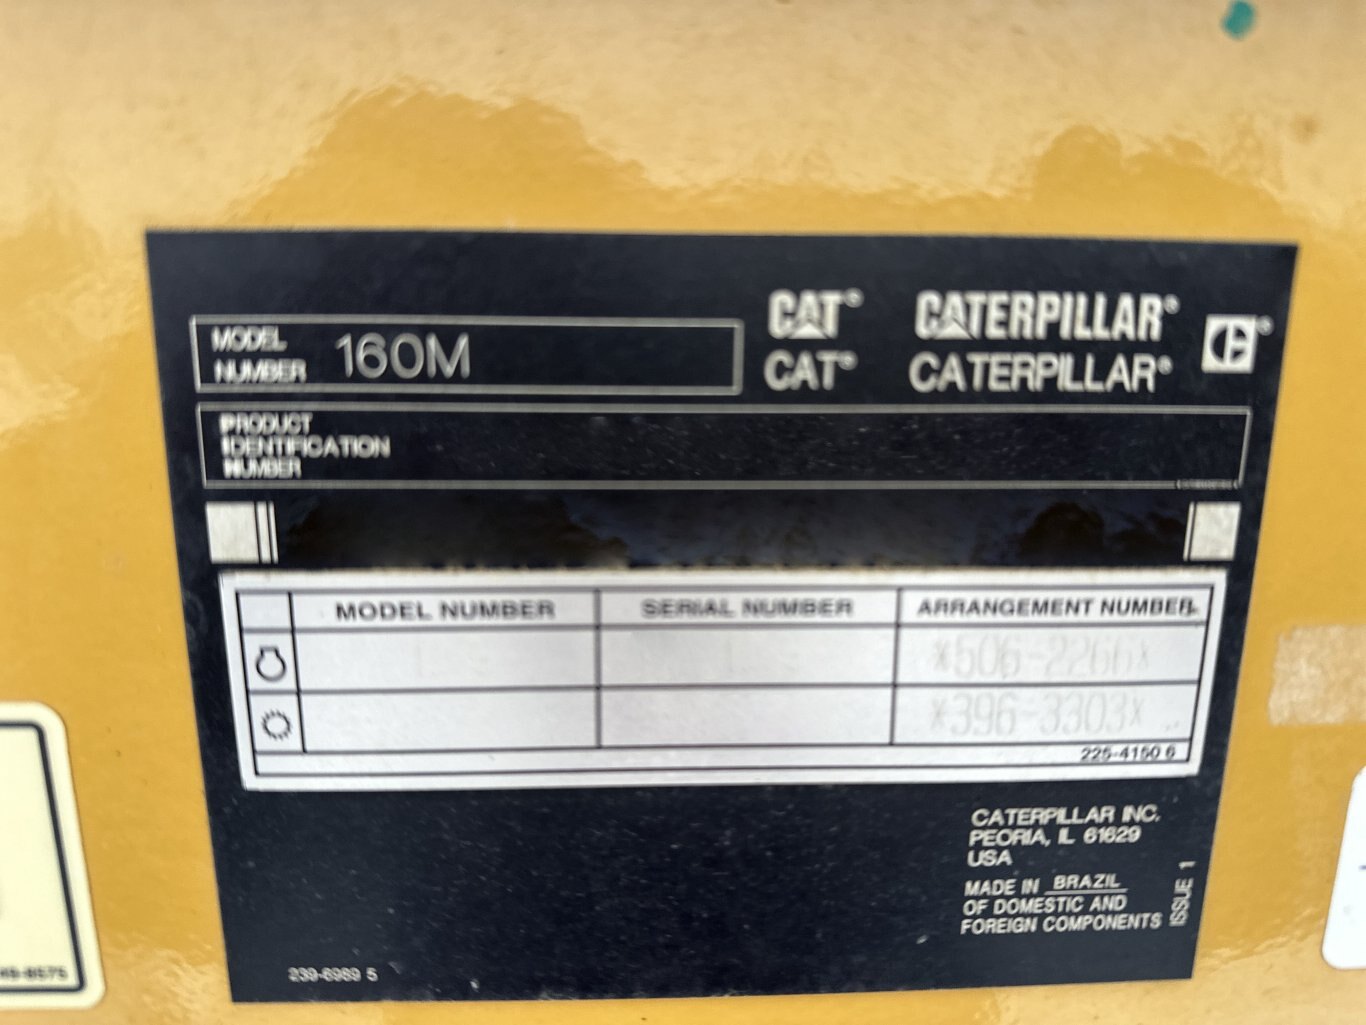 MODEL NUMBER 160M
CAT® CATERPILLAR®
CAT® CATERPILLAR®
PRODUCT
IDENTIFICATION
NUMBER
MODEL NUMBER SERIAL NUMBER ARRANGEMENT NUMBER
*506-2266*
*396-3303*
225-4150 6
CATERPILLAR INC.
PEORIA, IL 61629
USA
MADE IN BRAZIL
OF DOMESTIC AND
FOREIGN COMPONENTS
ISSUE 1
239-6989 5